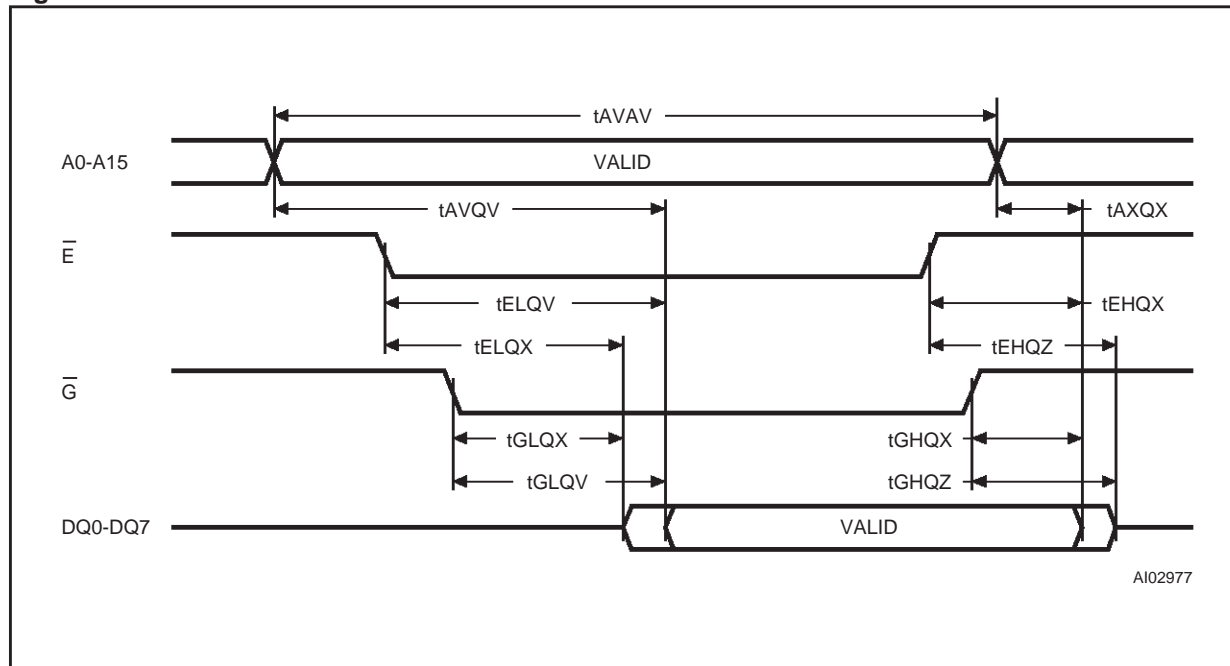 tAVAV
A0-A15
VALID
tAVQV
tAXQX
E
tELQV
tEHQX
tELQX
tEHQZ
G
tGLQX
tGHQX
tGLQV
tGHQZ
DQ0-DQ7
VALID
AI02977